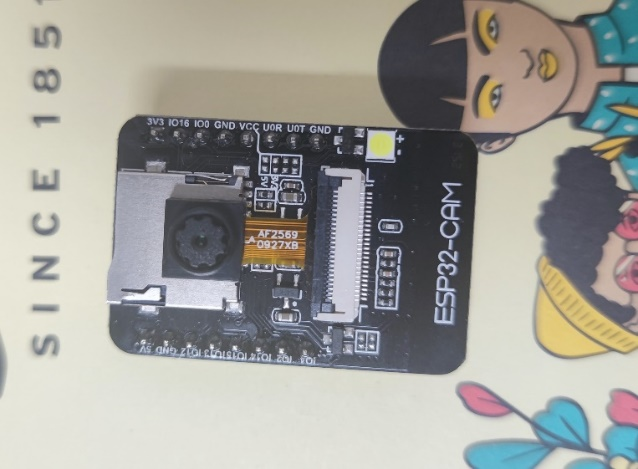 SINCE 185
3V3 IO16 IO0 GND VCC U0R U0T GND
+
-
AF2569
0927XB
ESP32-CAM
5V GND IO12 IO13 IO15 IO14 IO2 IO4